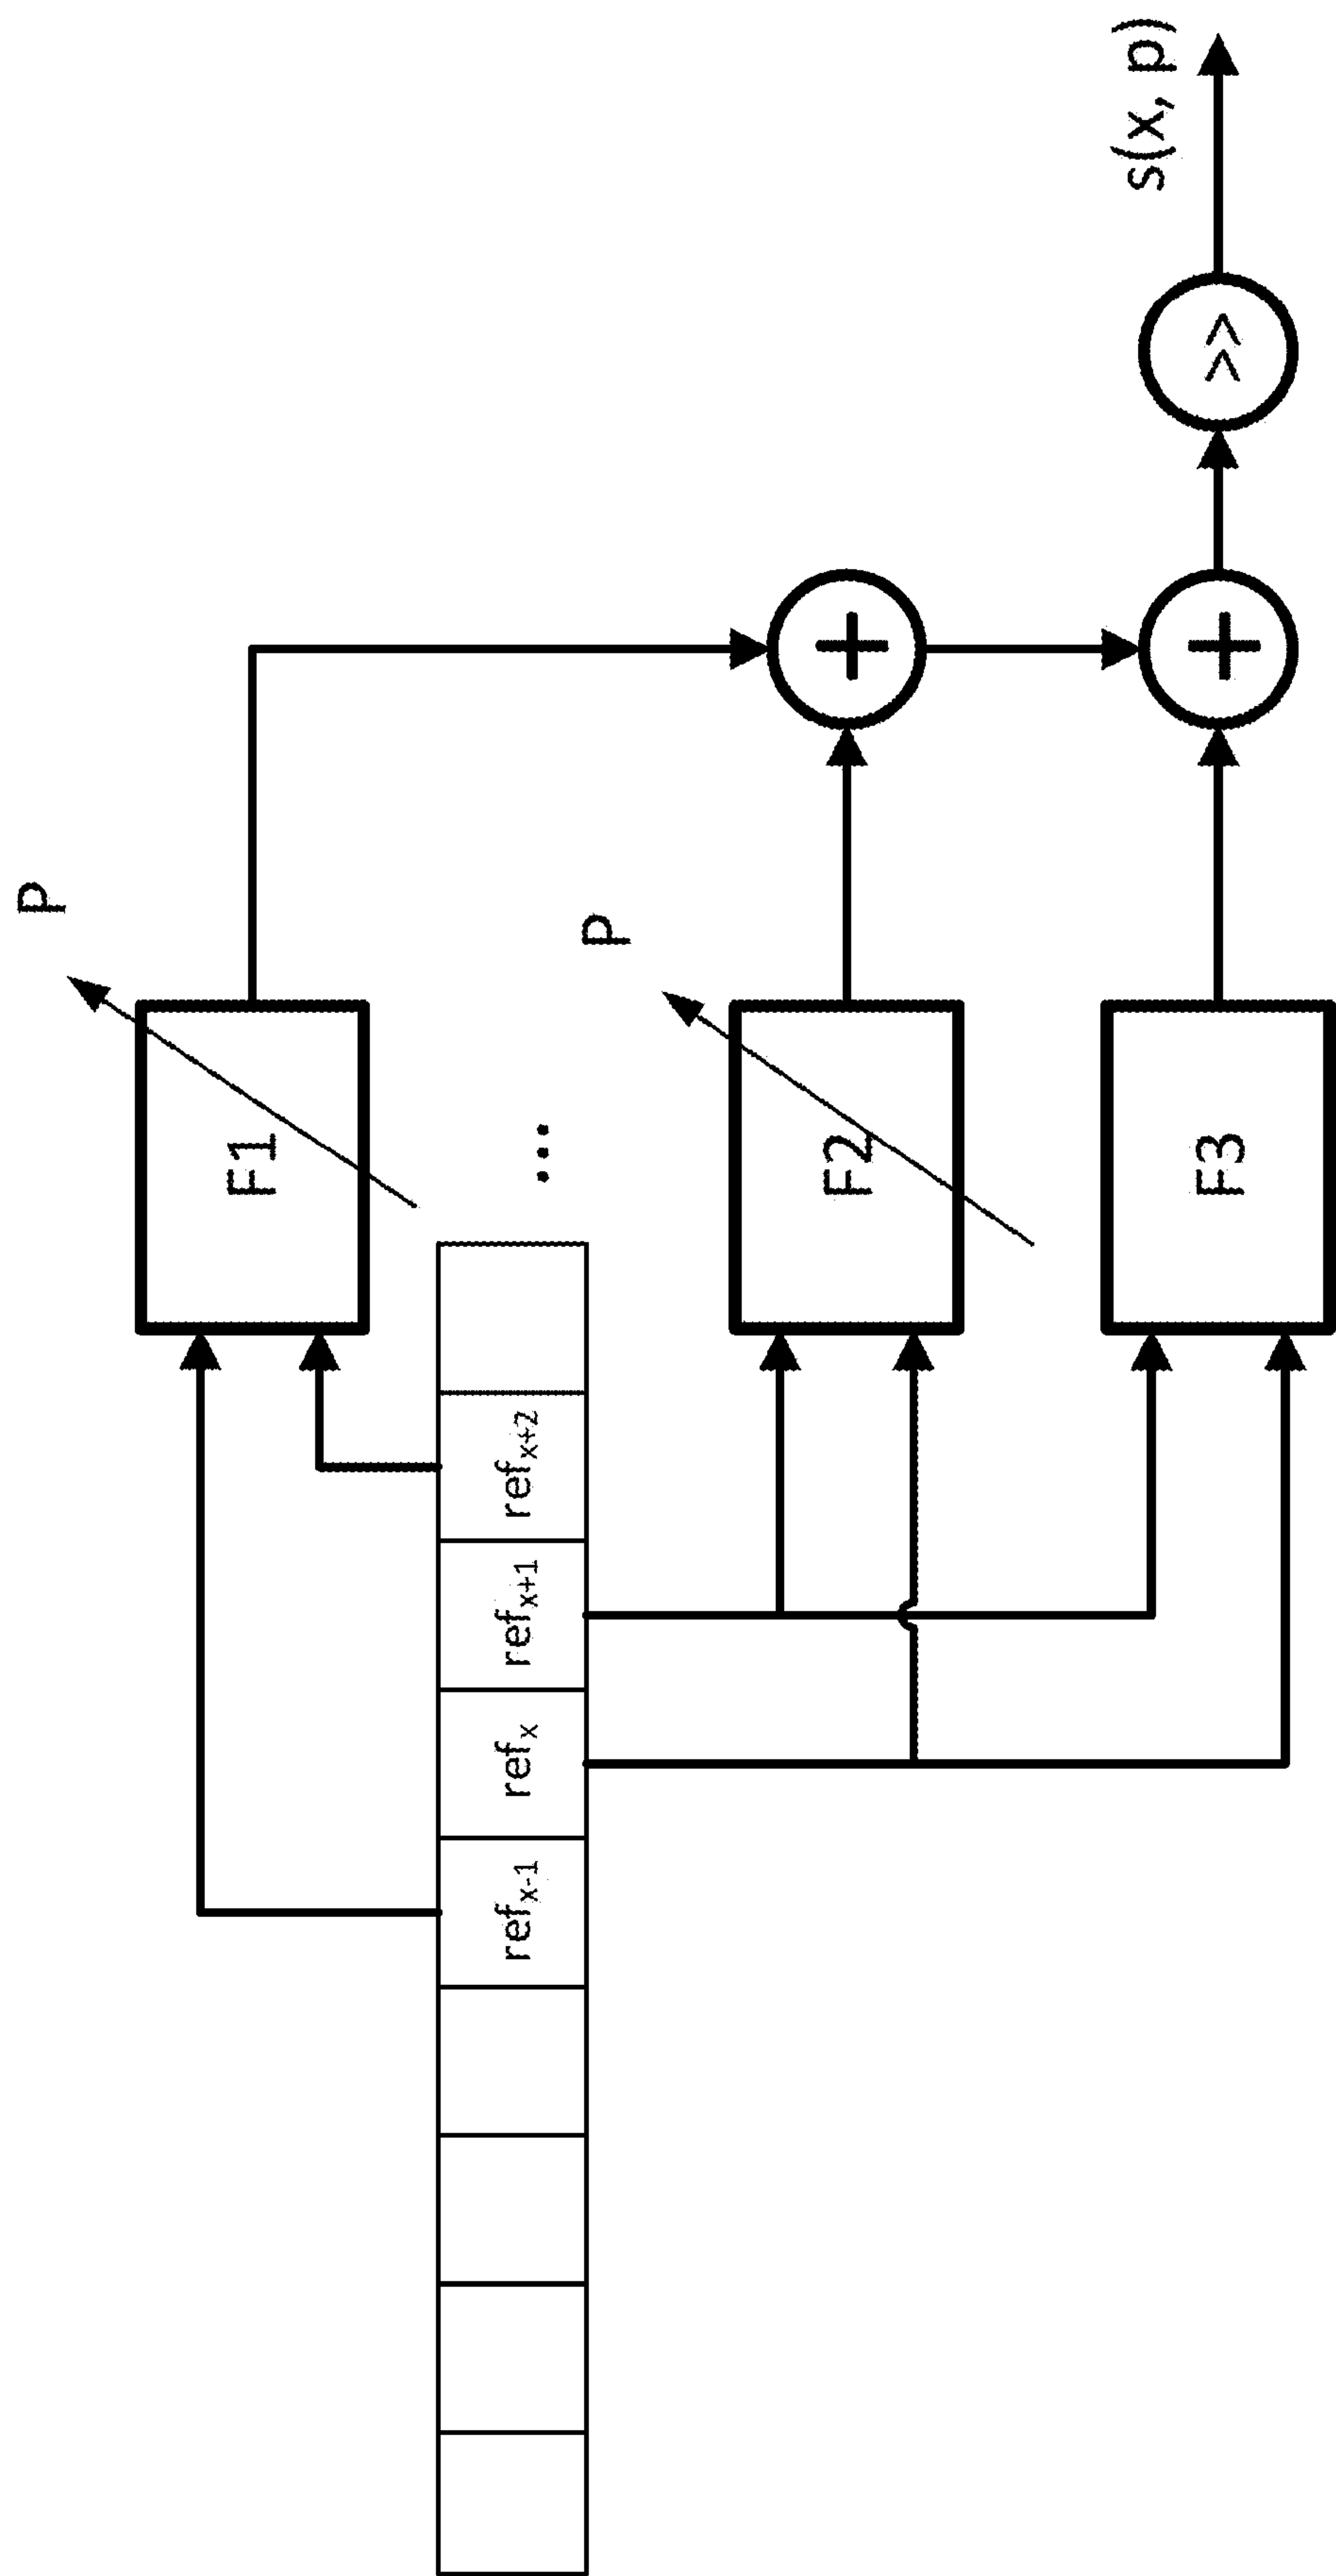 p
F1
ref_{x-1} ref_x ref_{x+1} ref_{x+2}
...
p
F2
s(x, p)
+
+
>>
F3